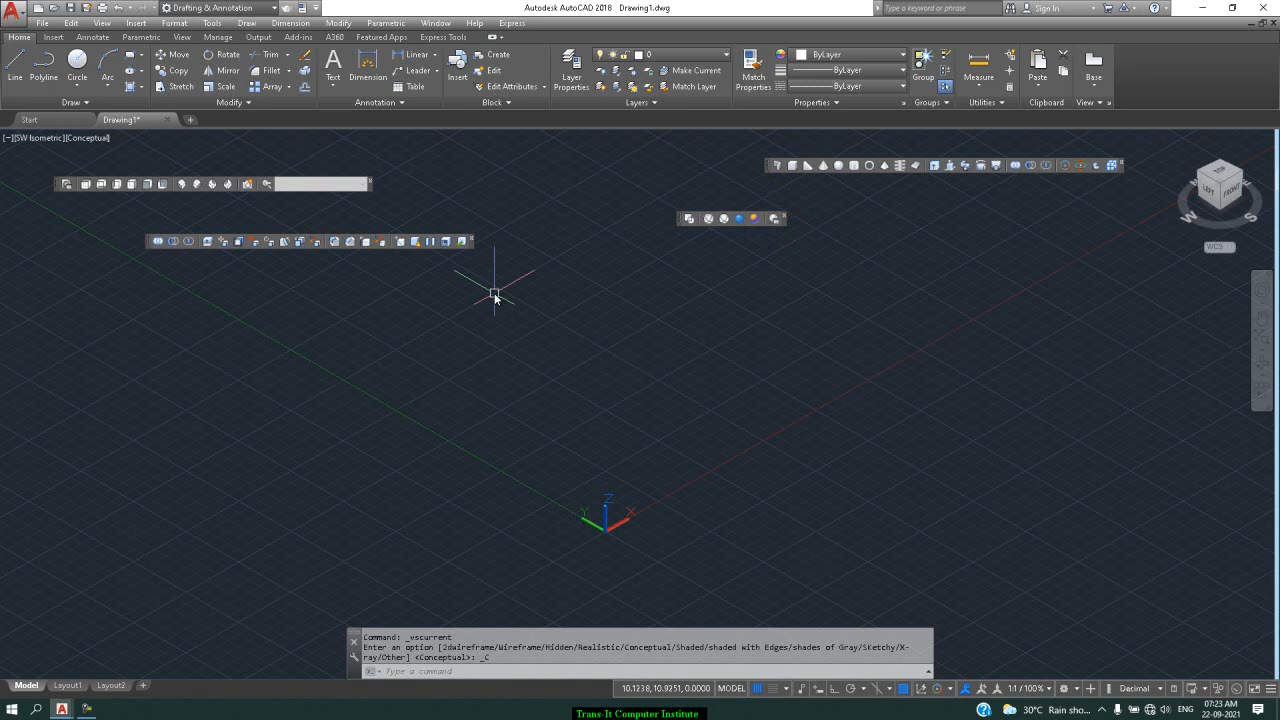 Drafting & Annotation
Autodesk AutoCAD 2018 Drawing1.dwg
Type a keyword or phrase
Sign In
File Edit View Insert Format Tools Draw Dimension Modify Parametric Window Help Express
Home Insert Annotate Parametric View Manage Output Add-ins A360 Featured Apps Express Tools
Line Polyline Circle Arc
Move Rotate Trim
Copy Mirror Fillet
Stretch Scale Array
Text Dimension
Linear
Leader
Table
Insert
Create
Edit
Edit Attributes
Layer Properties
0
Make Current
Match Layer
Match Properties
ByLayer
ByLayer
ByLayer
Group
Measure
Paste
Base
Draw Modify Annotation Block Layers Properties Groups Utilities Clipboard View
Start Drawing1*
[−][SW Isometric][Conceptual]
TOP
LEFT FRONT
W S
WCS
Z
Y X
Command: _vscurrent
Enter an option [2dWireframe/Wireframe/Hidden/Realistic/Conceptual/Shaded/shaded with Edges/shades of Gray/SKetchy/X-
ray/Other] <Conceptual>: _C
Type a command
Model Layout1 Layout2
10.1238, 10.9251, 0.0000 MODEL
1:1 / 100%
Decimal
30°C Rain sho...
ENG
07:23 AM
22-09-2021
Trans-It Computer Institute